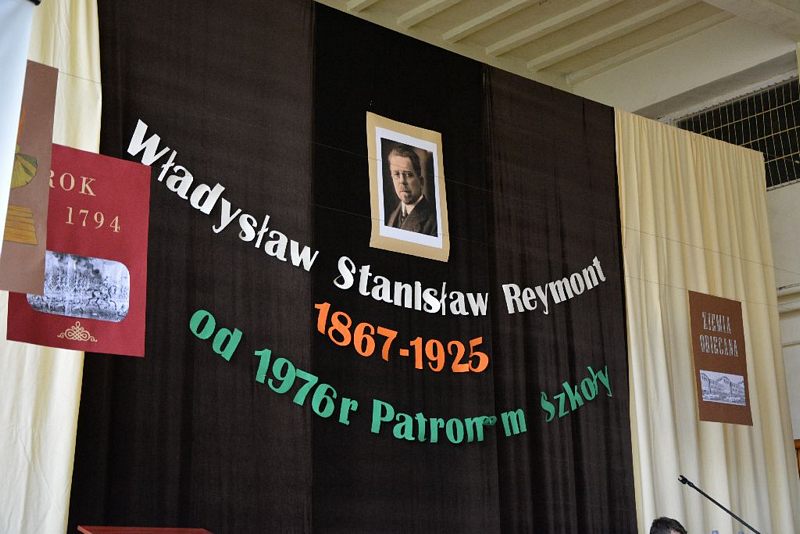 ROK
1794
Władysław Stanisław Reymont
1867-1925
od 1976r Patronem Szkoły
ZIEMIA
OBIECANA